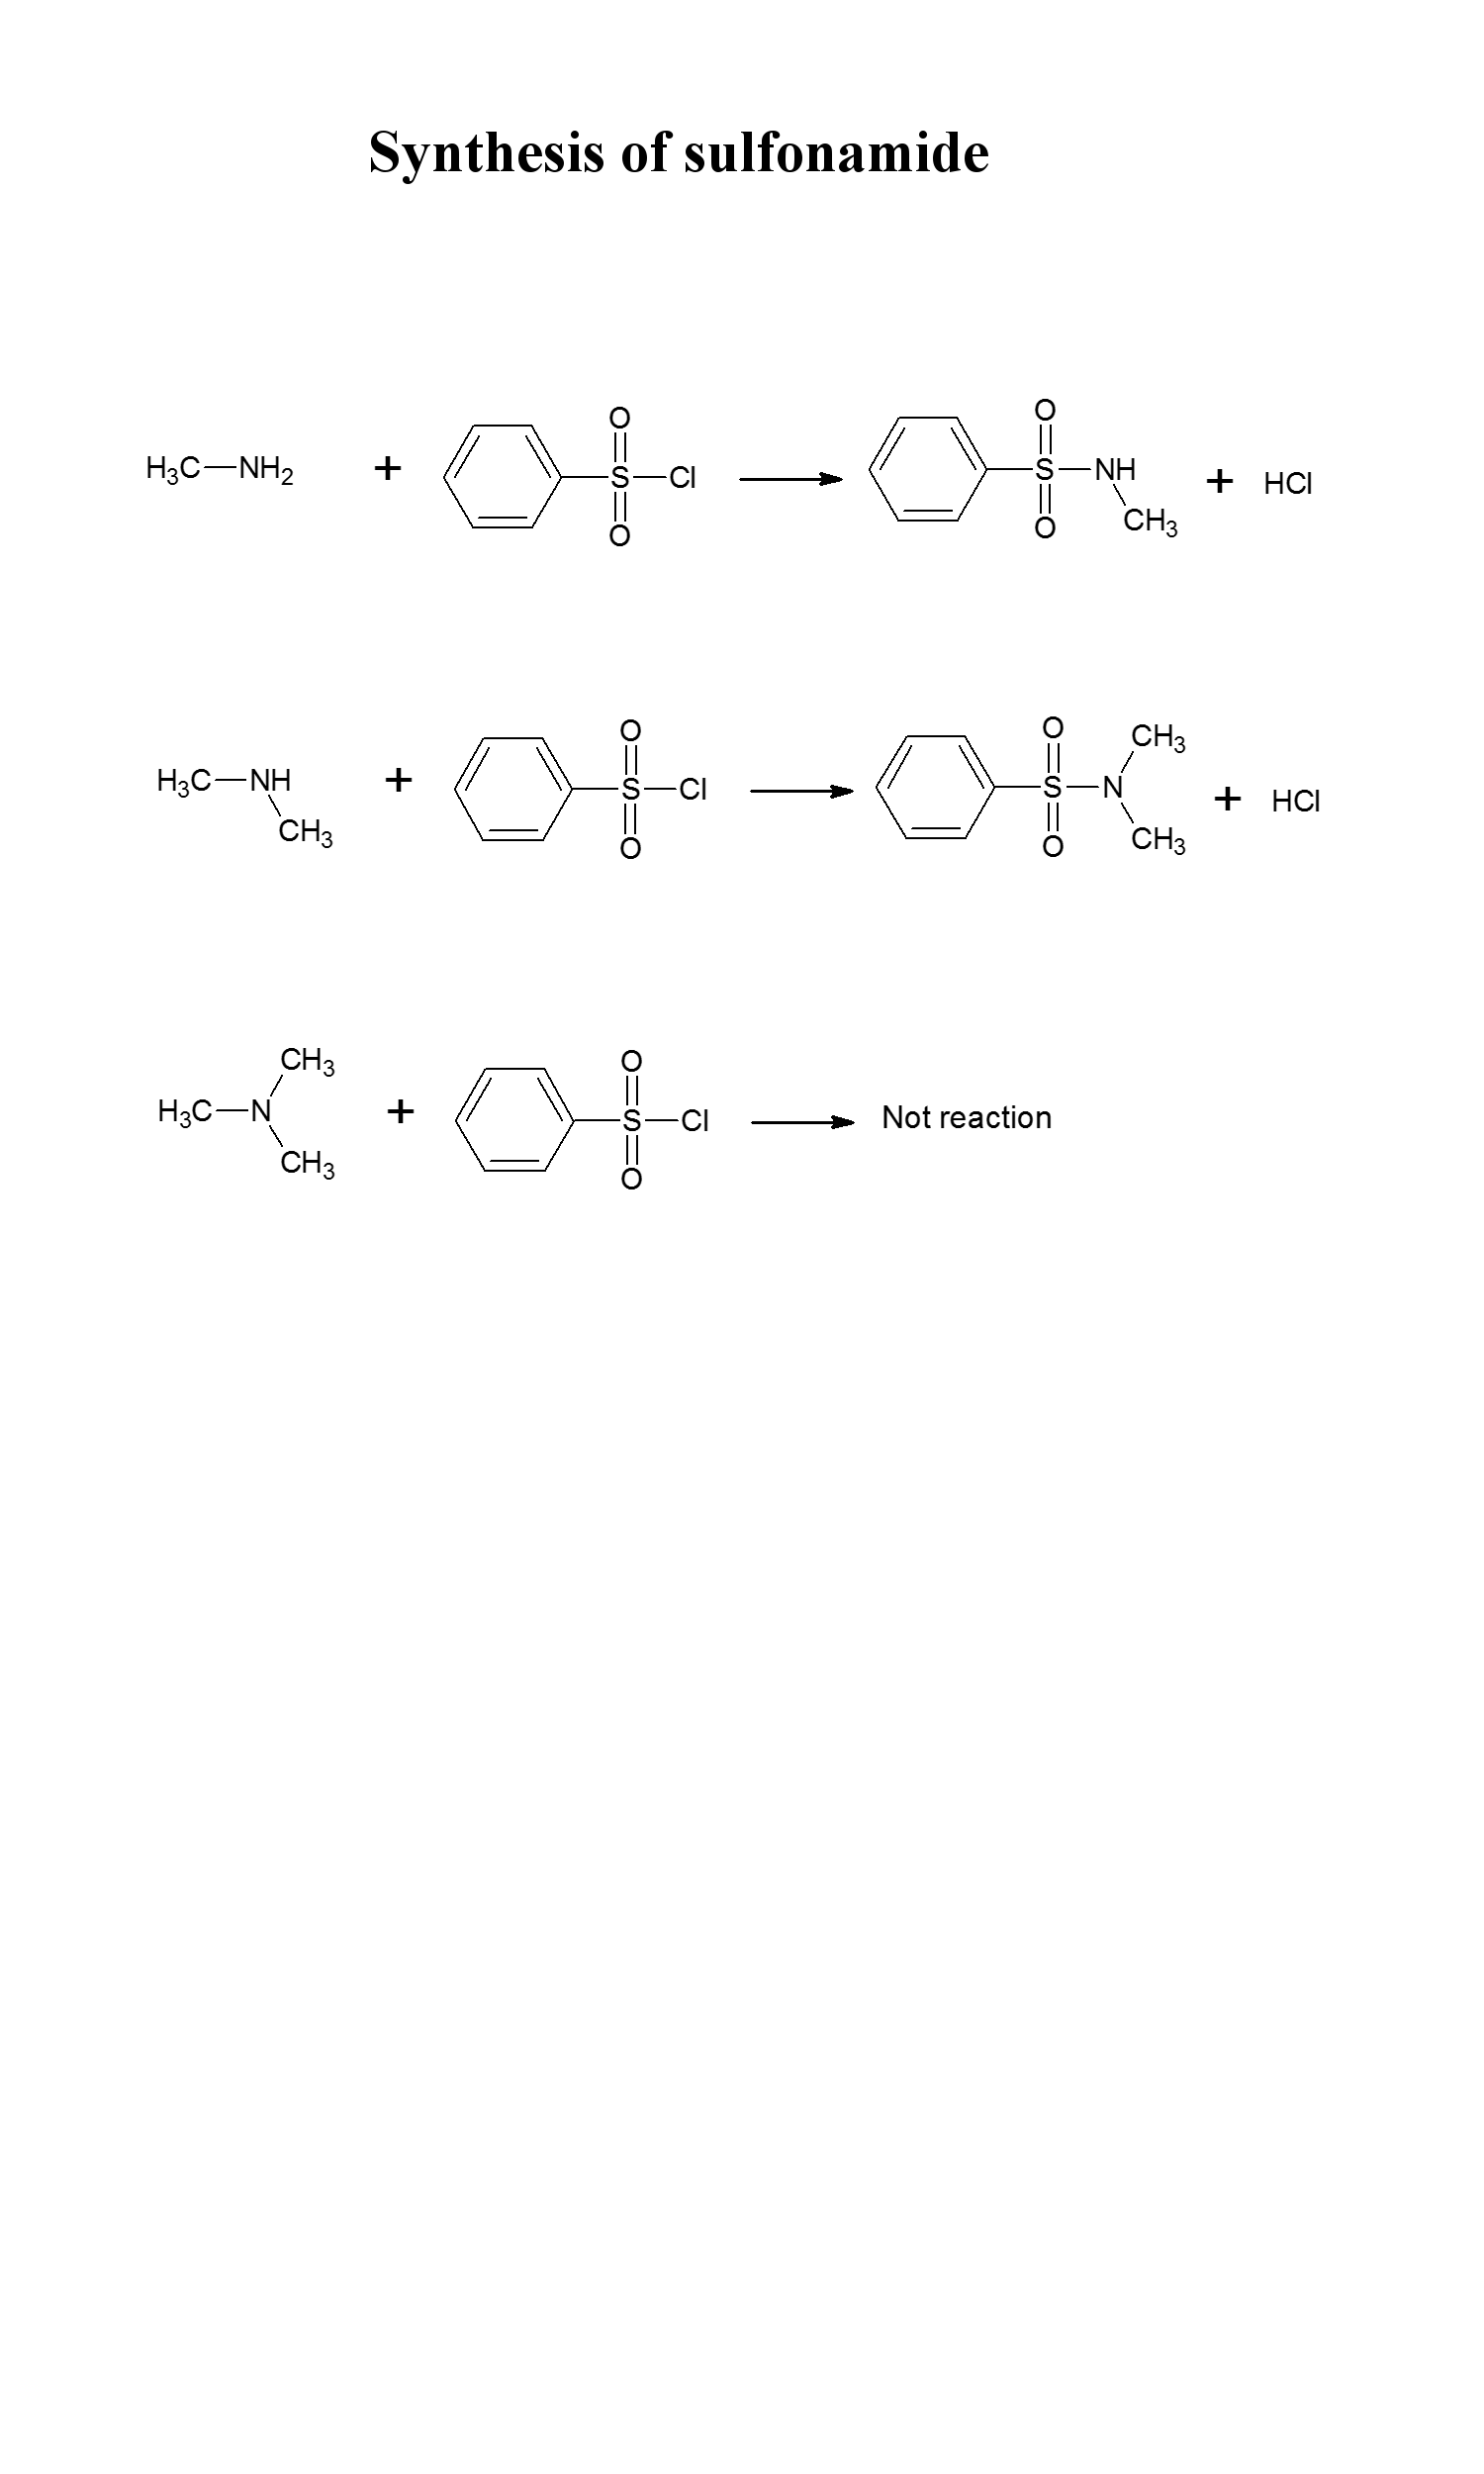 Synthesis of sulfonamide
H3C NH2 + S O O Cl S O O NH CH3 + HCl
H3C NH CH3 + S O O Cl S O O N CH3 CH3 + HCl
H3C N CH3 CH3 + S O O Cl Not reaction